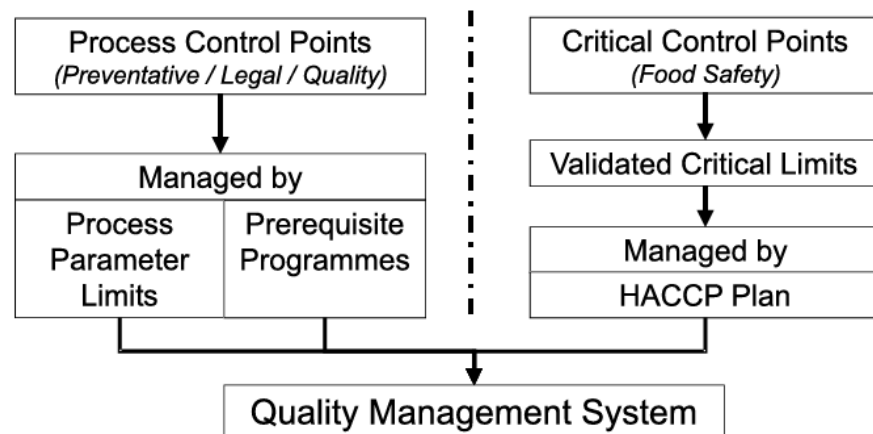 Process Control Points
(Preventative / Legal / Quality)
Managed by
Process
Parameter
Limits
Prerequisite
Programmes
Critical Control Points
(Food Safety)
Validated Critical Limits
Managed by
HACCP Plan
Quality Management System